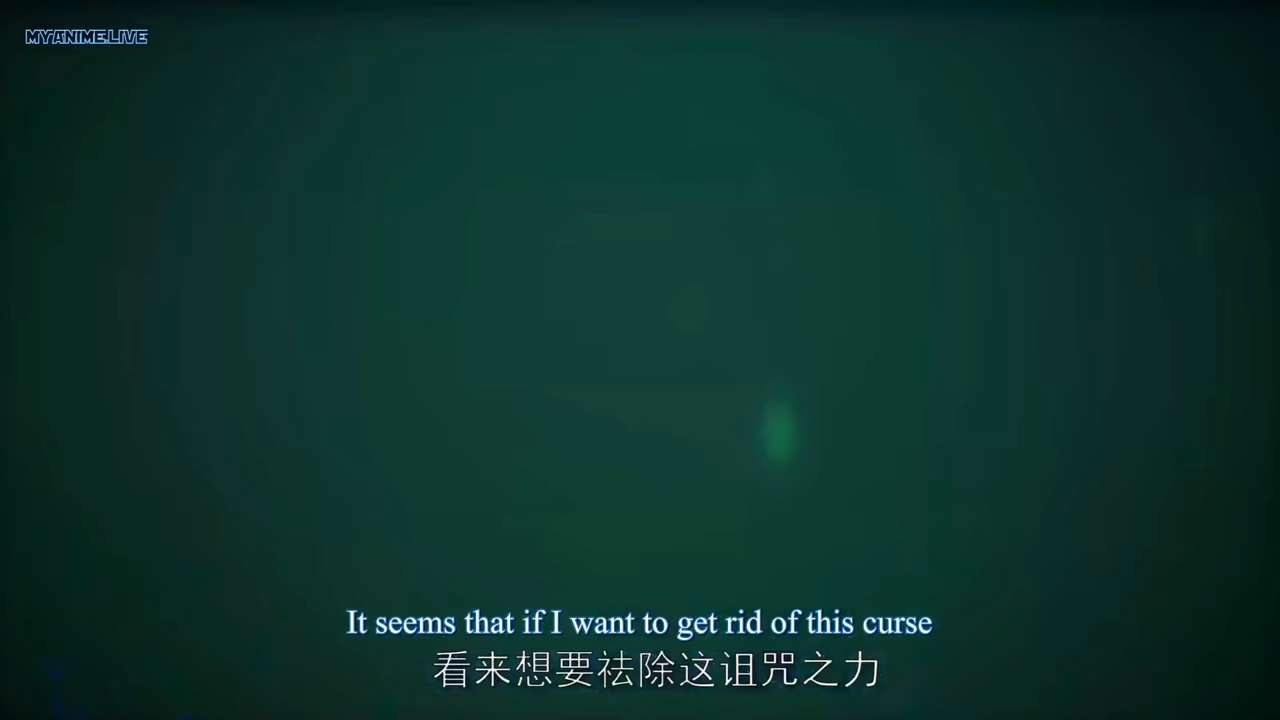 MYANIME.LIVE
It seems that if I want to get rid of this curse
看来想要祛除这诅咒之力